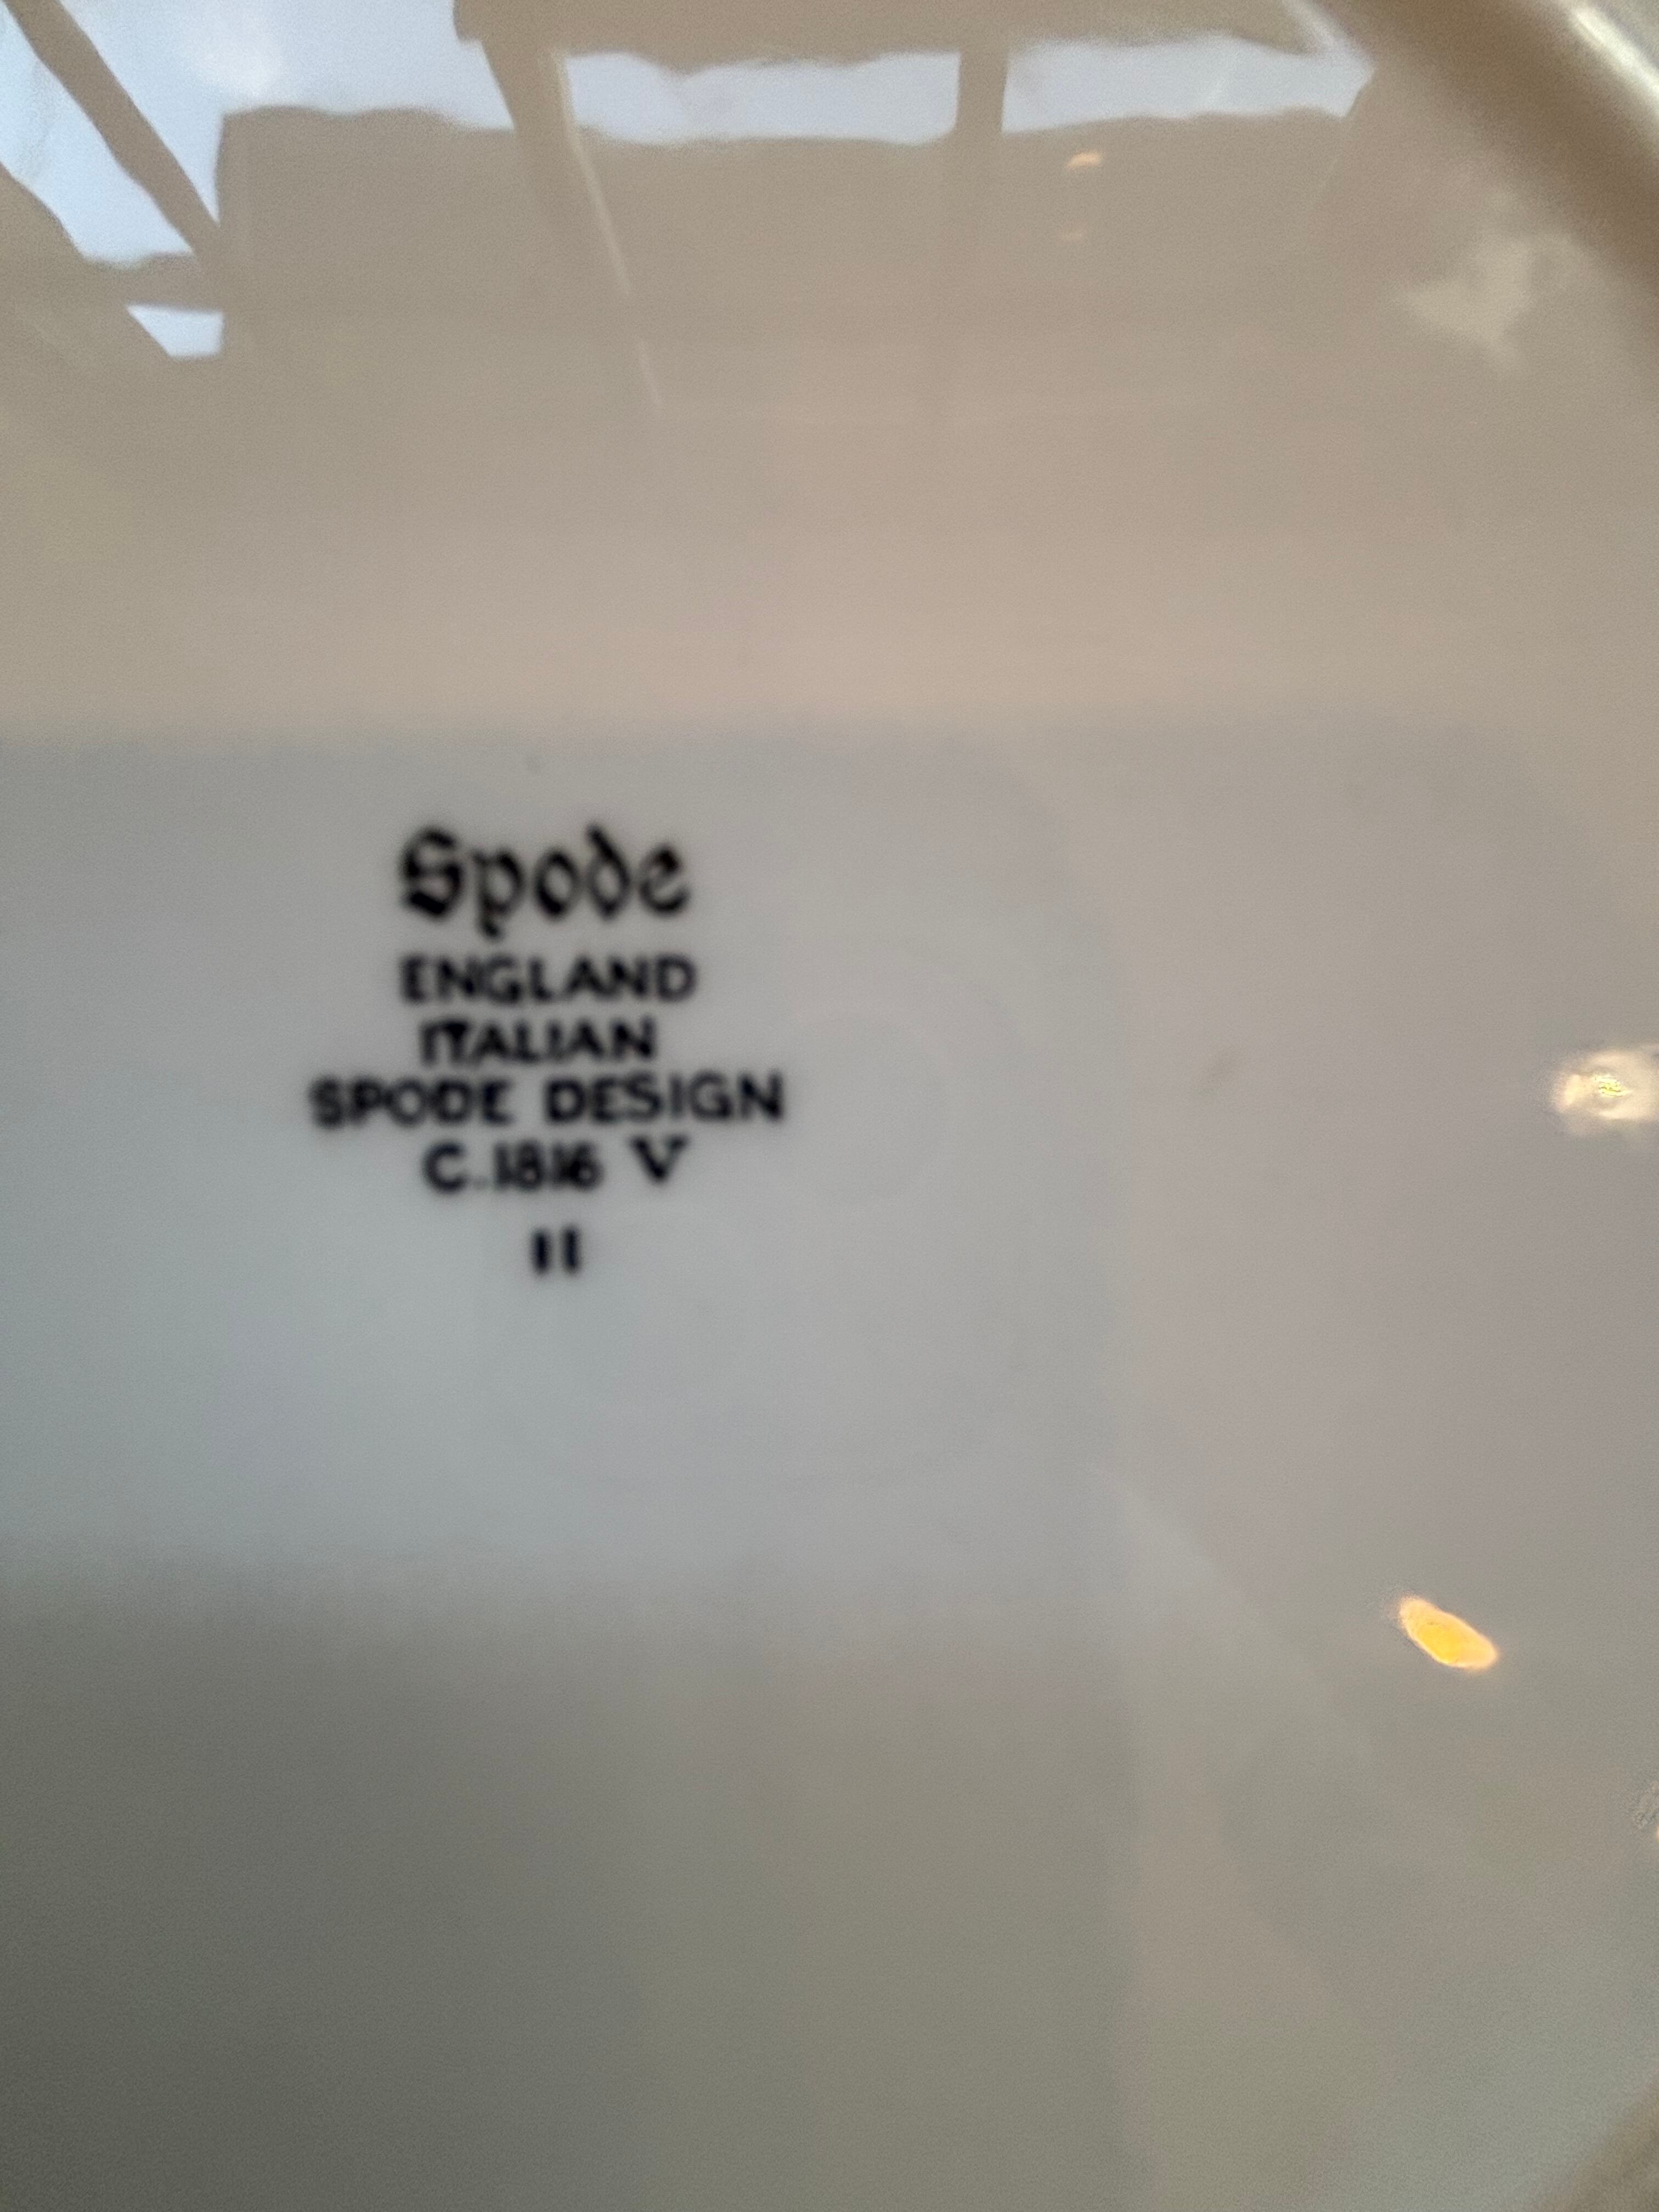 Spode
ENGLAND
ITALIAN
SPODE DESIGN
C.1816 V
11